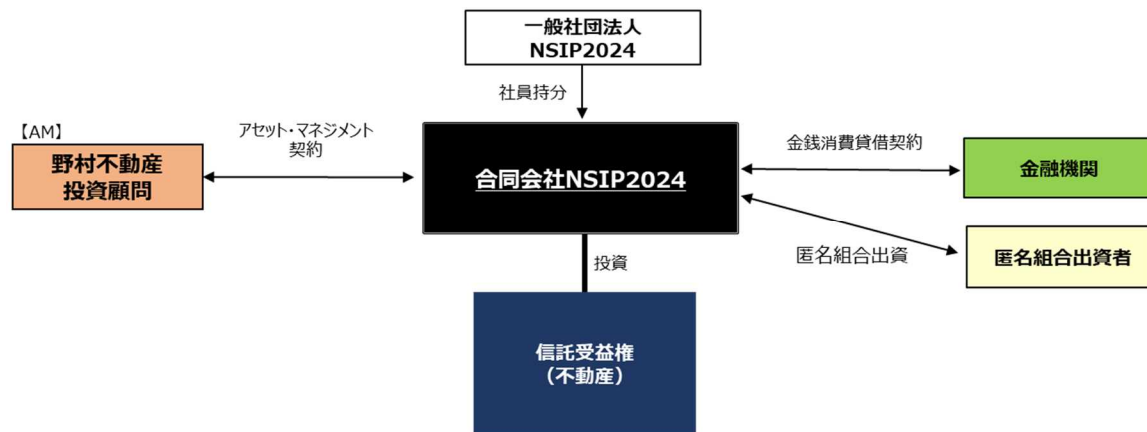 一般社団法人
NSIP2024
社員持分
【AM】
アセット・マネジメント
契約
野村不動産
投資顧問
合同会社NSIP2024
金銭消費貸借契約
金融機関
匿名組合出資
匿名組合出資者
投資
信託受益権
（不動産）